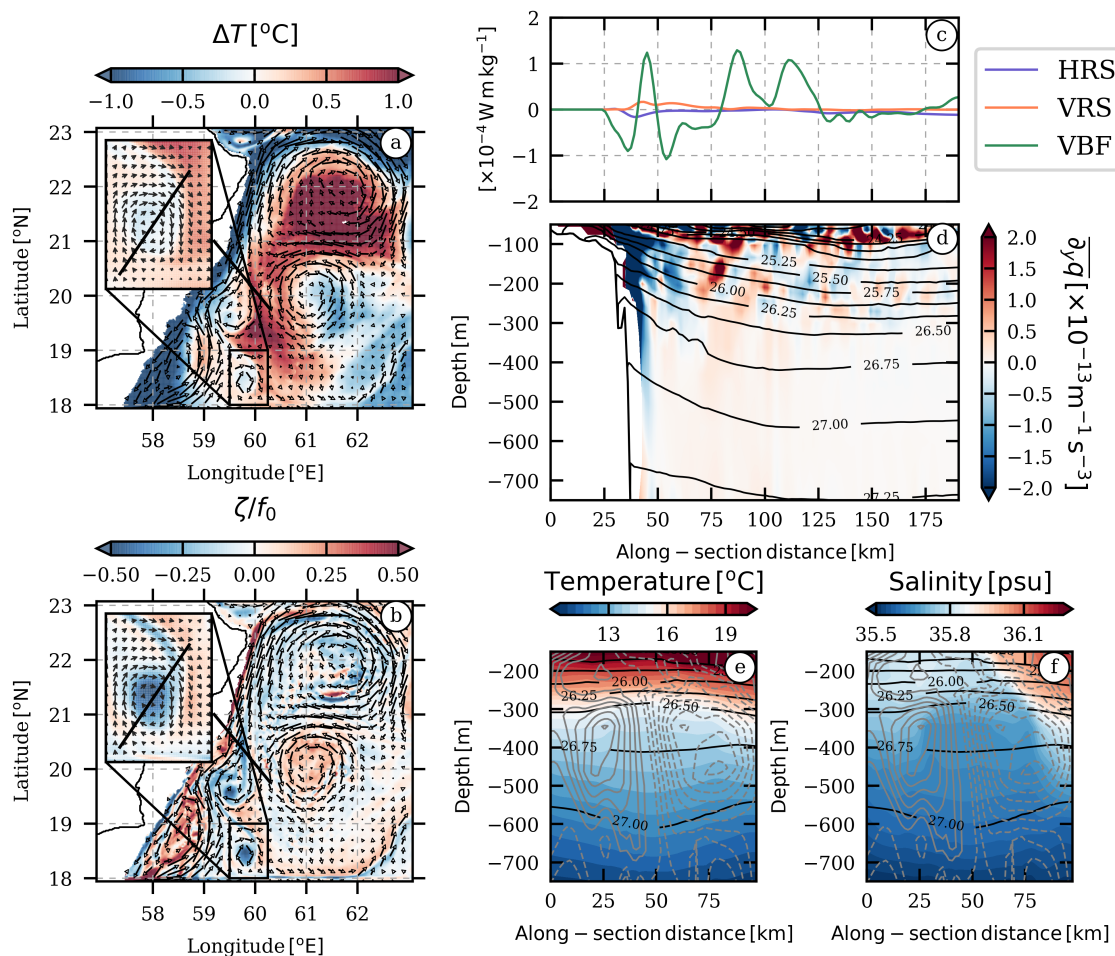 ΔT [°C]
−1.0 −0.5 0.0 0.5 1.0
a
23
22
21
20
19
18
Latitude [°N]
58 59 60 61 62
Longitude [°E]
ζ/f₀
−0.50 −0.25 0.00 0.25 0.50
b
23
22
21
20
19
18
Latitude [°N]
58 59 60 61 62
Longitude [°E]
c
2
1
0
−1
−2
[×10⁻⁴ W m kg⁻¹]
HRS
VRS
VBF
d
−100
−200
−300
−400
−500
−600
−700
Depth [m]
25.25
25.50
26.00
25.75
26.25
26.50
26.75
27.00
27.25
0 25 50 75 100 125 150 175
Along − section distance [km]
2.0
1.5
1.0
0.5
0.0
−0.5
−1.0
−1.5
−2.0
∂yq [×10⁻¹³ m⁻¹ s⁻³]
Temperature [°C]
13 16 19
e
−200
−300
−400
−500
−600
−700
Depth [m]
26.00
26.25
26.50
26.75
27.00
0 25 50 75
Along − section distance [km]
Salinity [psu]
35.5 35.8 36.1
f
−200
−300
−400
−500
−600
−700
Depth [m]
26.00
26.25
26.50
26.75
27.00
0 25 50 75
Along − section distance [km]